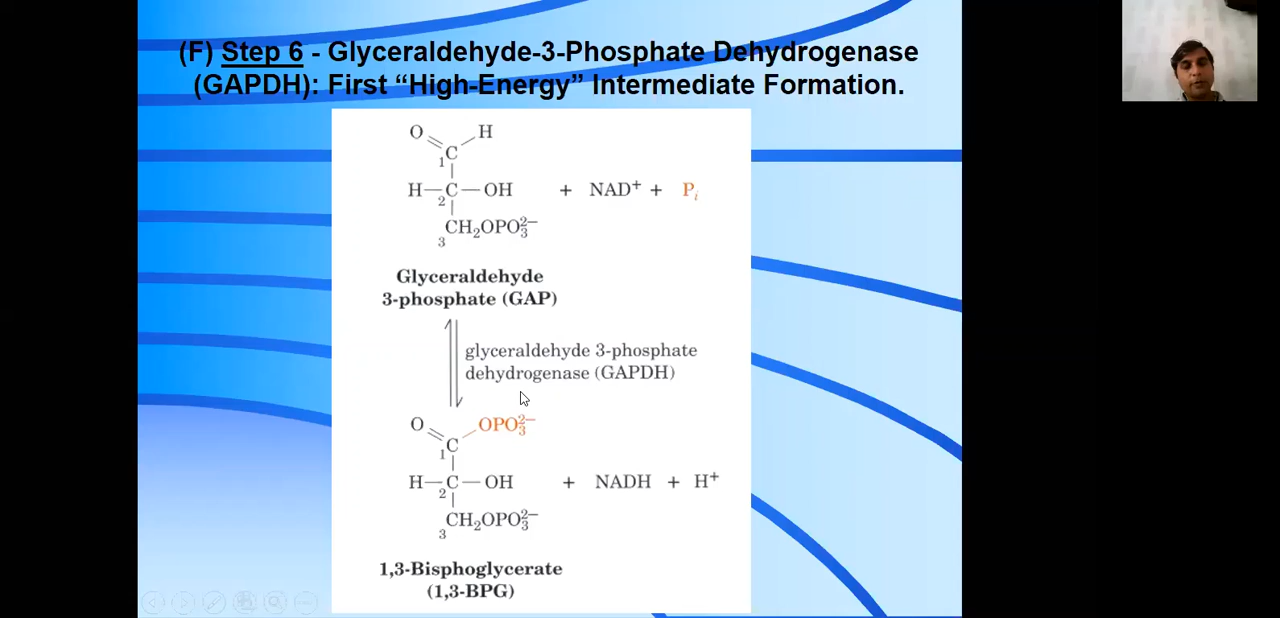 (F) Step 6 - Glyceraldehyde-3-Phosphate Dehydrogenase
(GAPDH): First “High-Energy” Intermediate Formation.
O H
C
1
H—C—OH + NAD⁺ + Pᵢ
2
CH₂OPO₃²⁻
3
Glyceraldehyde
3-phosphate (GAP)
glyceraldehyde 3-phosphate
dehydrogenase (GAPDH)
O OPO₃²⁻
C
1
H—C—OH + NADH + H⁺
2
CH₂OPO₃²⁻
3
1,3-Bisphoglycerate
(1,3-BPG)